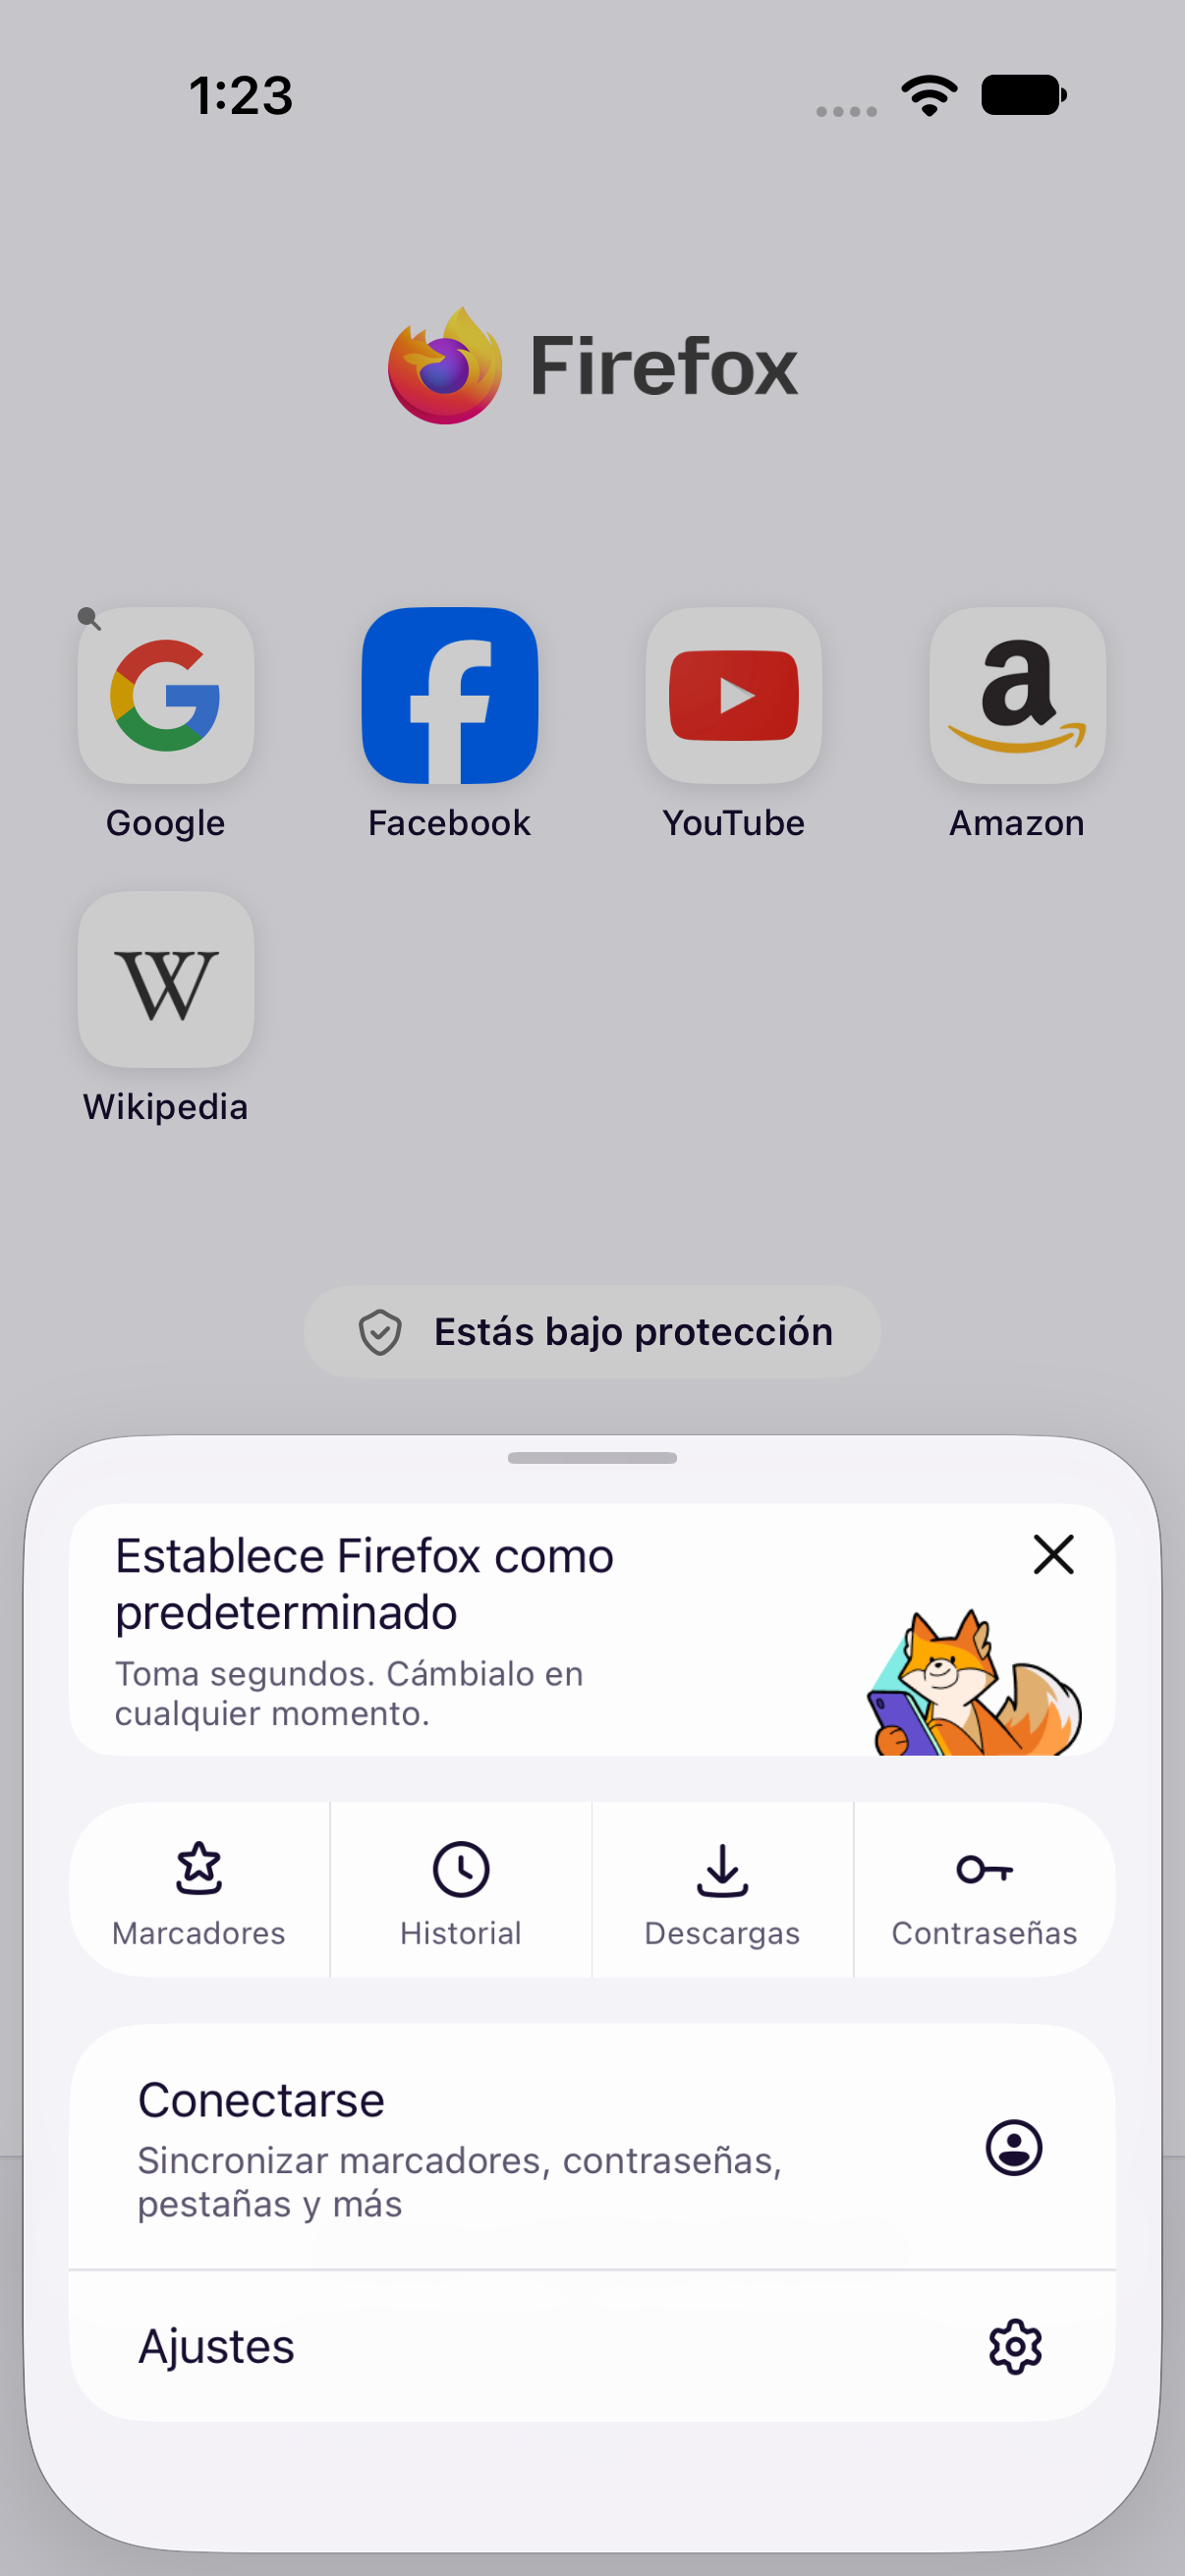 1:23
Firefox
Google
Facebook
YouTube
Amazon
Wikipedia
Estás bajo protección
Establece Firefox como
predeterminado
Toma segundos. Cámbialo en
cualquier momento.
Marcadores
Historial
Descargas
Contraseñas
Conectarse
Sincronizar marcadores, contraseñas,
pestañas y más
Ajustes